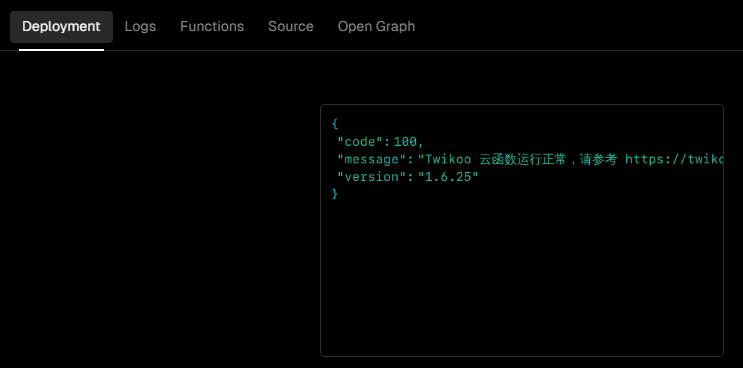 Deployment Logs Functions Source Open Graph
{
"code": 100,
"message": "Twikoo 云函数运行正常，请参考 https://twiko
"version": "1.6.25"
}